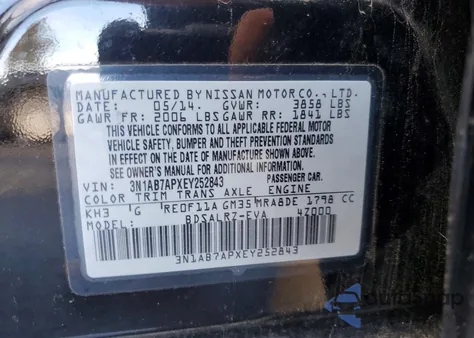 MANUFACTURED BY NISSAN MOTOR CO., LTD.
DATE: 05/14. GVWR: 3858 LBS
GAWR FR: 2006 LBS GAWR RR: 1841 LBS
THIS VEHICLE CONFORMS TO ALL APPLICABLE FEDERAL MOTOR
VEHICLE SAFETY, BUMPER AND THEFT PREVENTION STANDARDS
IN EFFECT ON THE DATE OF MANUFACTURE SHOWN ABOVE.
SEE OWNER'S MANUAL FOR ADDITIONAL INFORMATION.
VIN: 3N1AB7APXEY252843
COLOR TRIM TRANS AXLE ENGINE
KH3 G RE0F11A GM35 MRA8DE 1798 CC
MODEL: BDSALRZ-EVA 47000
3N1AB7APXEY252843
autosnap